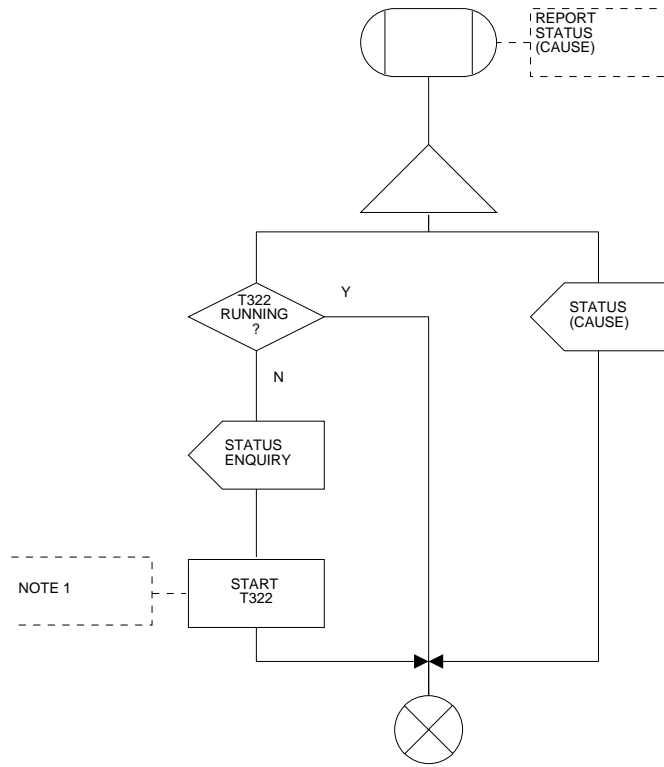 REPORT
STATUS
(CAUSE)
T322
RUNNING
?
Y
STATUS
(CAUSE)
N
STATUS
ENQUIRY
NOTE 1
START
T322